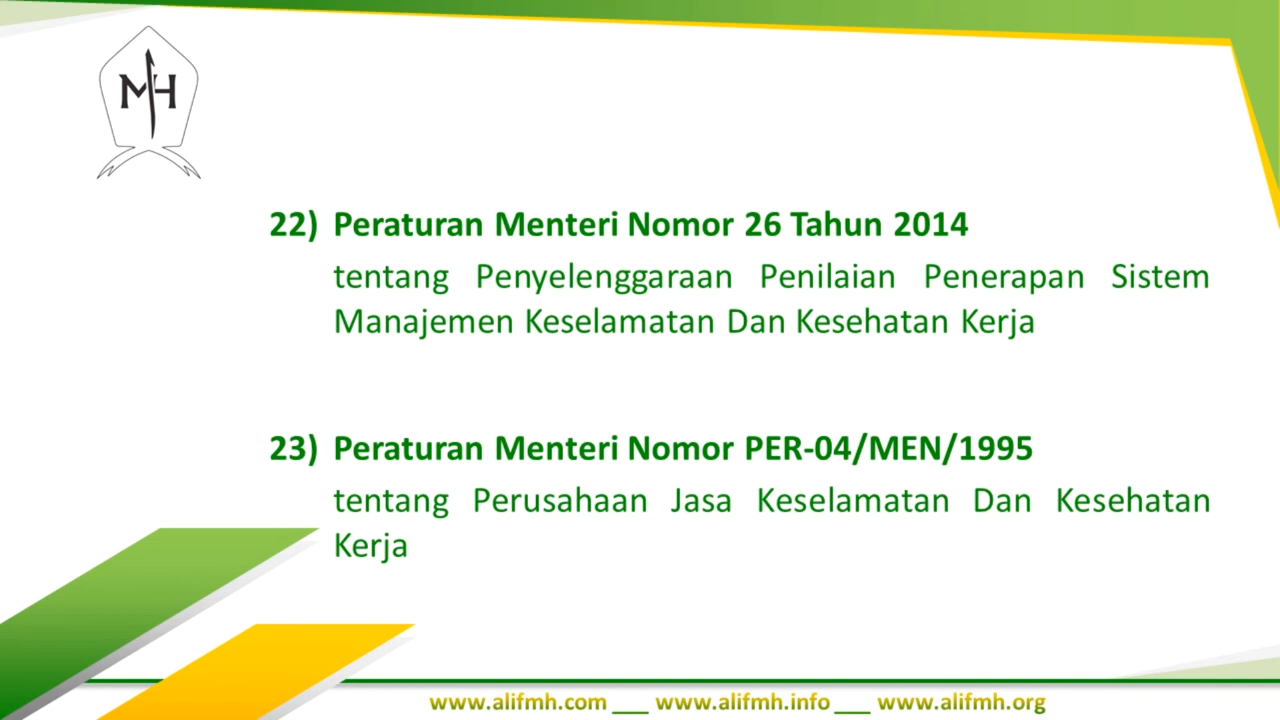 MH
22) Peraturan Menteri Nomor 26 Tahun 2014
tentang Penyelenggaraan Penilaian Penerapan Sistem
Manajemen Keselamatan Dan Kesehatan Kerja
23) Peraturan Menteri Nomor PER-04/MEN/1995
tentang Perusahaan Jasa Keselamatan Dan Kesehatan
Kerja
www.alifmh.com ___ www.alifmh.info ___ www.alifmh.org